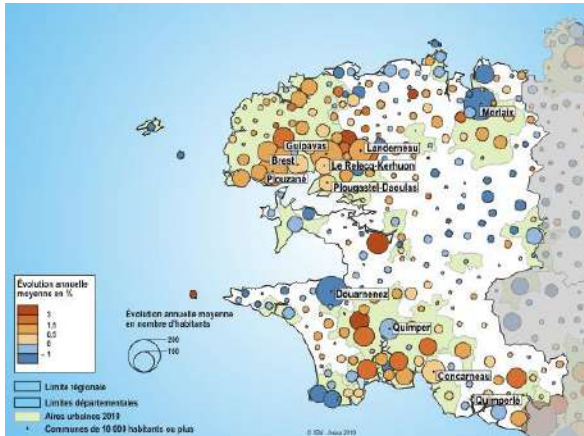 Morlaix
Guipavas
Landerneau
Brest
Le Relecq-Kerhuon
Plouzané
Plougastel-Daoulas
Douarnenez
Quimper
Concarneau
Quimperlé
Évolution annuelle
moyenne en %
3
1,5
0,5
0
- 1
Évolution annuelle moyenne
en nombre d'habitants
200
100
Limite régionale
Limites départementales
Aires urbaines 2010
Communes de 10 000 habitants ou plus